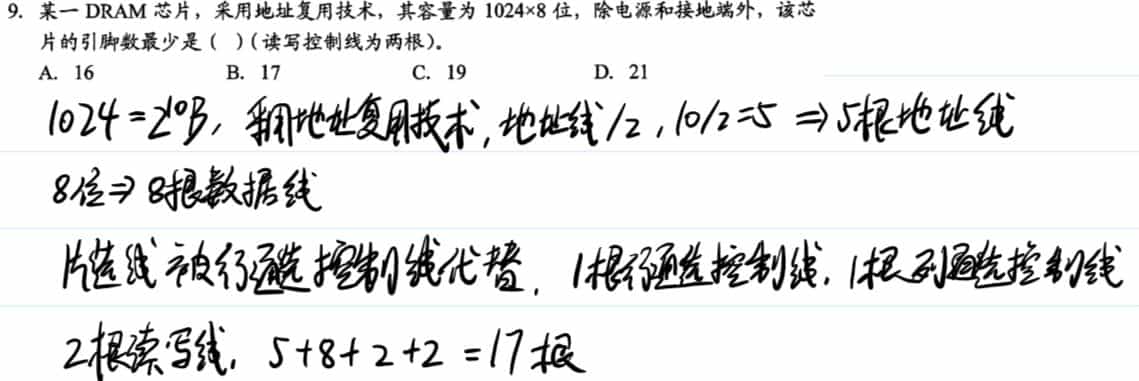 9. 某一 DRAM 芯片，采用地址复用技术，其容量为 1024×8 位，除电源和接地端外，该芯
片的引脚数最少是（ ）（读写控制线为两根）。
A. 16 B. 17 C. 19 D. 21
1024=2¹⁰B，采用地址复用技术，地址线/2，10/2=5 ⇒5根地址线
8位⇒8根数据线
片选线被行通选控制线代替，1根行通选控制线，1根列通选控制线
2根读写线，5+8+2+2=17根